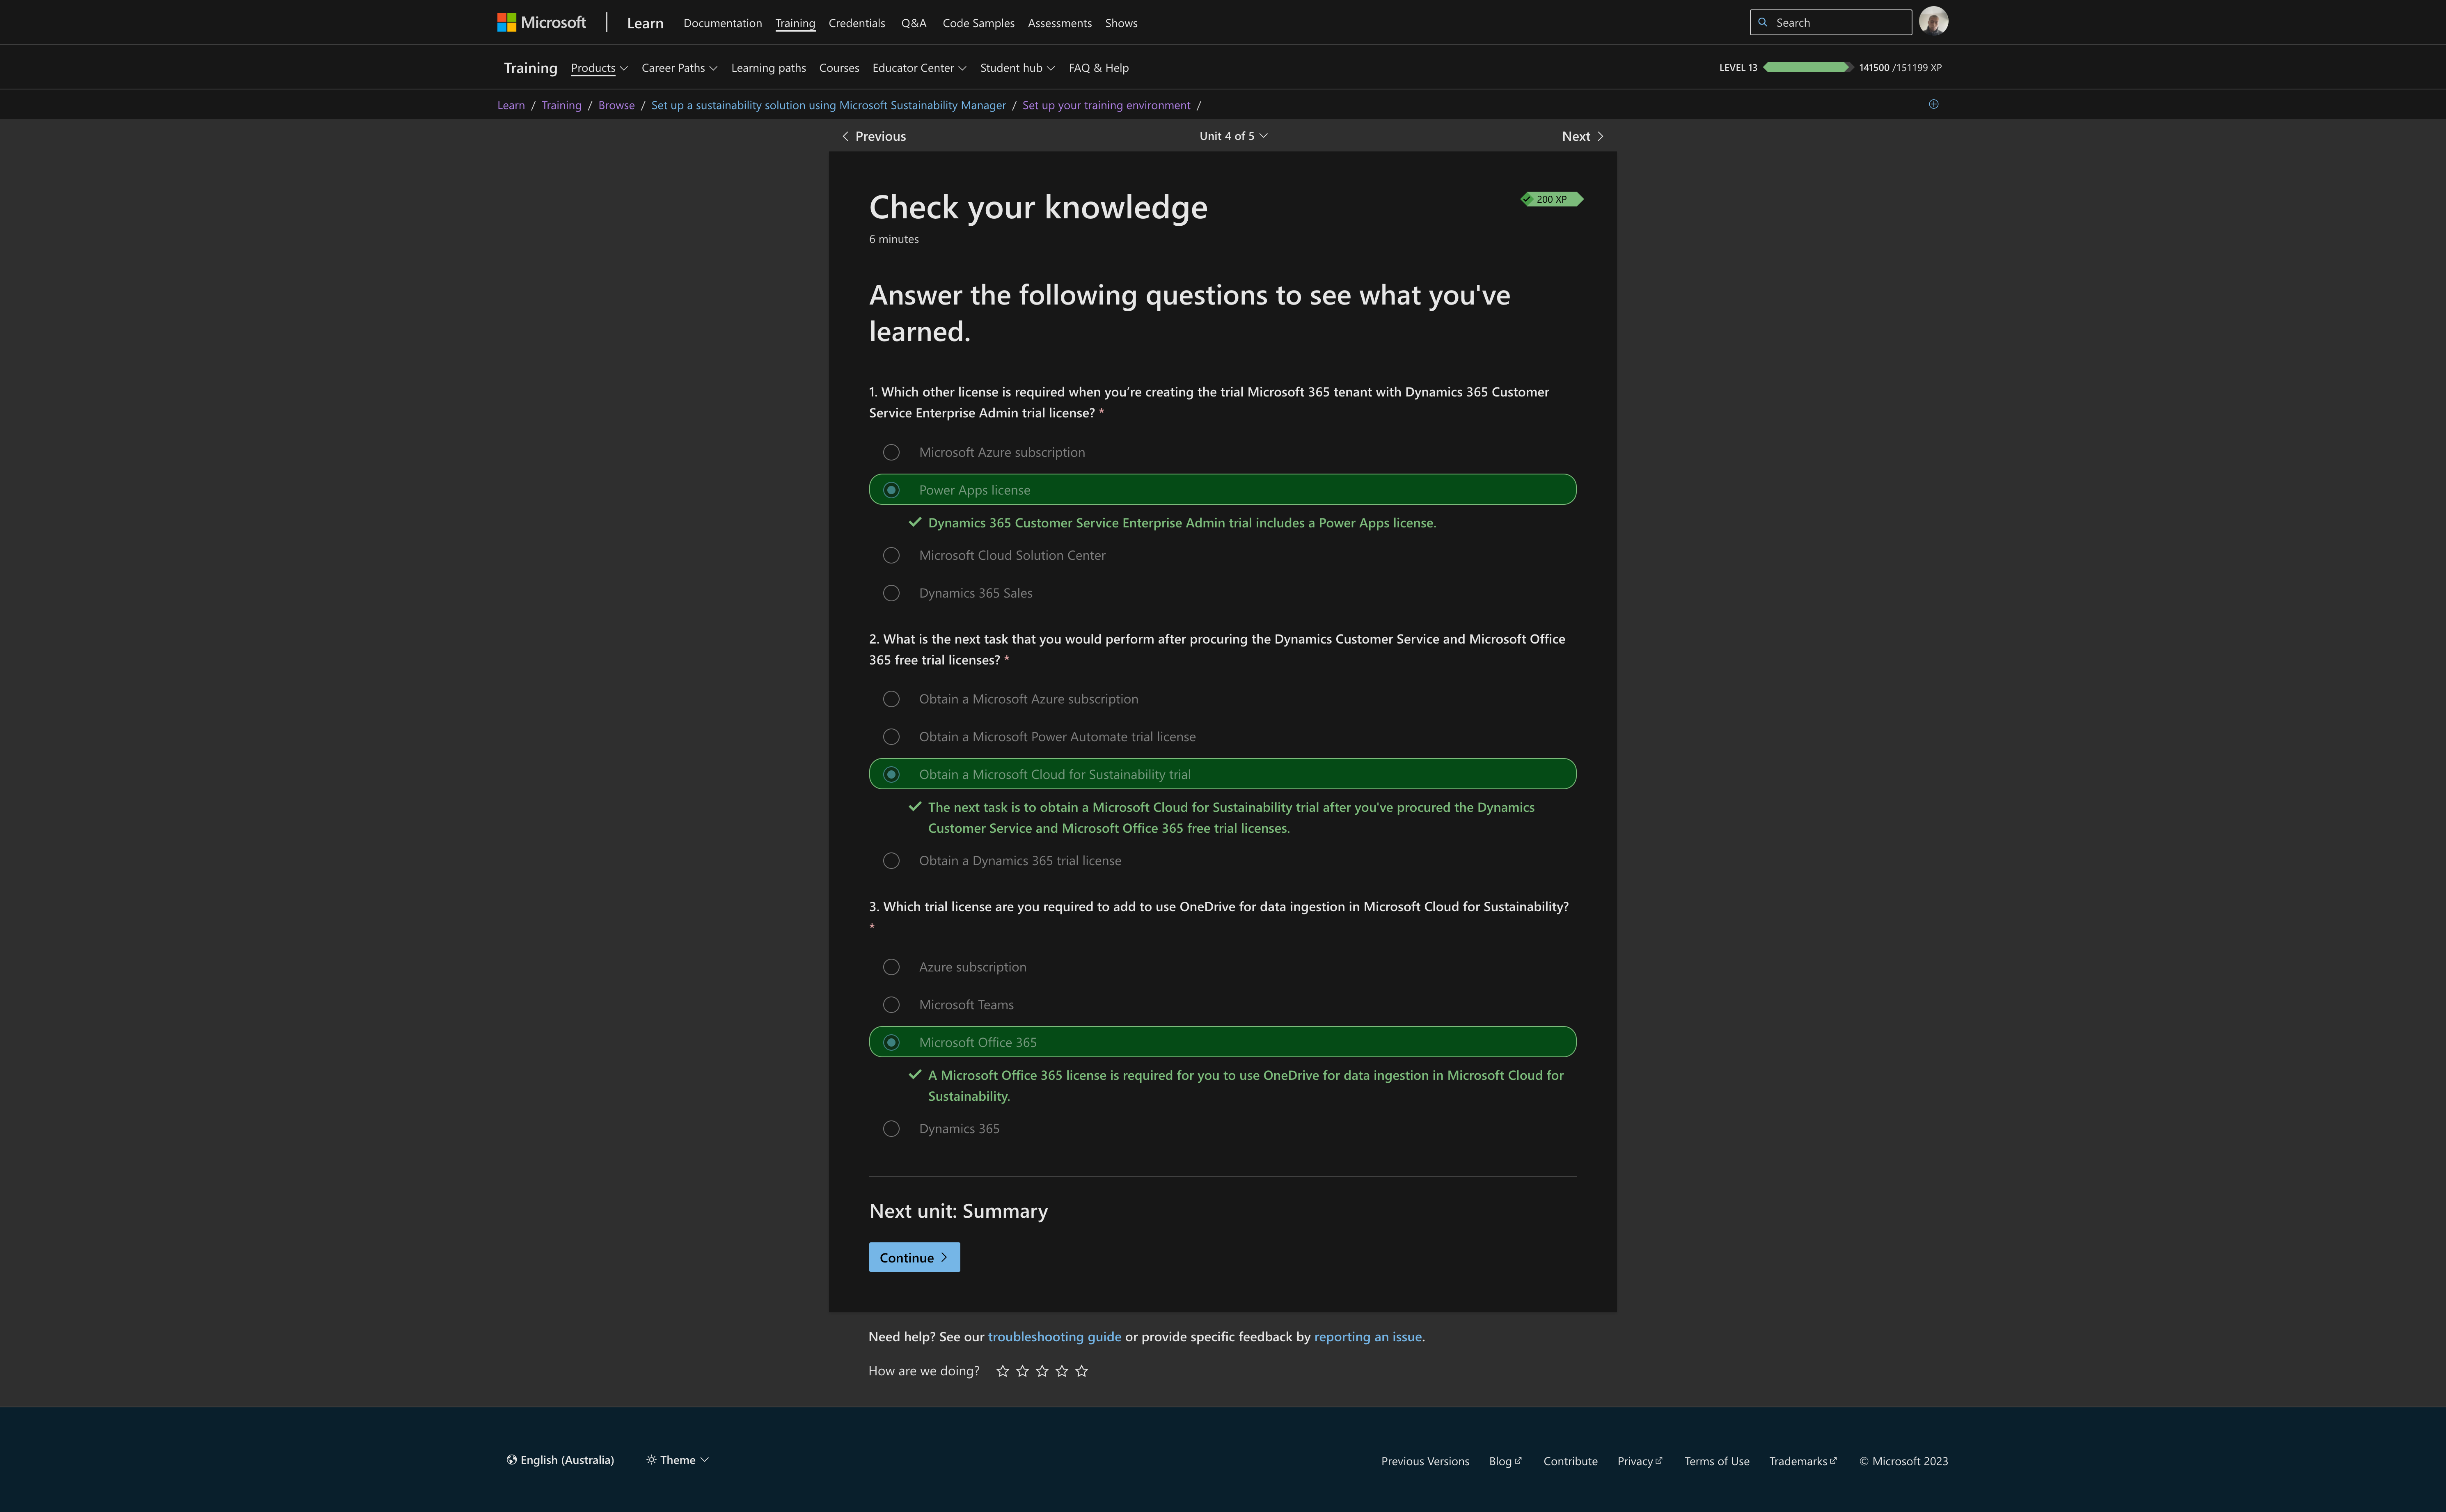 Microsoft | Learn Documentation Training Credentials Q&A Code Samples Assessments Shows Search
Training Products Career Paths Learning paths Courses Educator Center Student hub FAQ & Help LEVEL 13 141500 /151199 XP
Learn / Training / Browse / Set up a sustainability solution using Microsoft Sustainability Manager / Set up your training environment /
Previous Unit 4 of 5 Next
Check your knowledge
200 XP
6 minutes
Answer the following questions to see what you've
learned.
1. Which other license is required when you’re creating the trial Microsoft 365 tenant with Dynamics 365 Customer
Service Enterprise Admin trial license? *
Microsoft Azure subscription
Power Apps license
Dynamics 365 Customer Service Enterprise Admin trial includes a Power Apps license.
Microsoft Cloud Solution Center
Dynamics 365 Sales
2. What is the next task that you would perform after procuring the Dynamics Customer Service and Microsoft Office
365 free trial licenses? *
Obtain a Microsoft Azure subscription
Obtain a Microsoft Power Automate trial license
Obtain a Microsoft Cloud for Sustainability trial
The next task is to obtain a Microsoft Cloud for Sustainability trial after you've procured the Dynamics
Customer Service and Microsoft Office 365 free trial licenses.
Obtain a Dynamics 365 trial license
3. Which trial license are you required to add to use OneDrive for data ingestion in Microsoft Cloud for Sustainability?
*
Azure subscription
Microsoft Teams
Microsoft Office 365
A Microsoft Office 365 license is required for you to use OneDrive for data ingestion in Microsoft Cloud for
Sustainability.
Dynamics 365
Next unit: Summary
Continue
Need help? See our troubleshooting guide or provide specific feedback by reporting an issue.
How are we doing?
English (Australia) Theme Previous Versions Blog Contribute Privacy Terms of Use Trademarks © Microsoft 2023